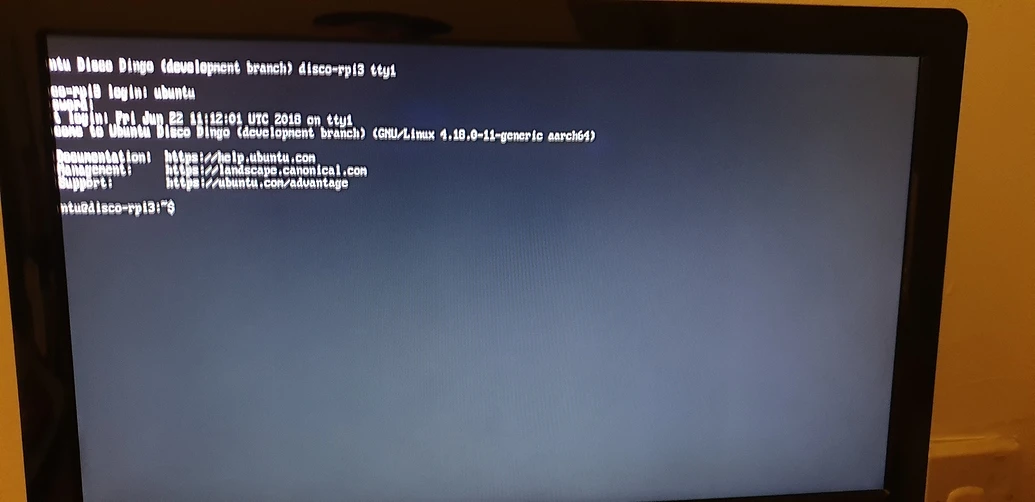 ntu Disco Dingo (development branch) disco-rpi3 tty1
co-rpi3 login: ubuntu
sword:
t login: Fri Jun 22 11:12:01 UTC 2018 on tty1
come to Ubuntu Disco Dingo (development branch) (GNU/Linux 4.18.0-11-generic aarch64)
Documentation: https://help.ubuntu.com
Management: https://landscape.canonical.com
Support: https://ubuntu.com/advantage
ntu@disco-rpi3:~$